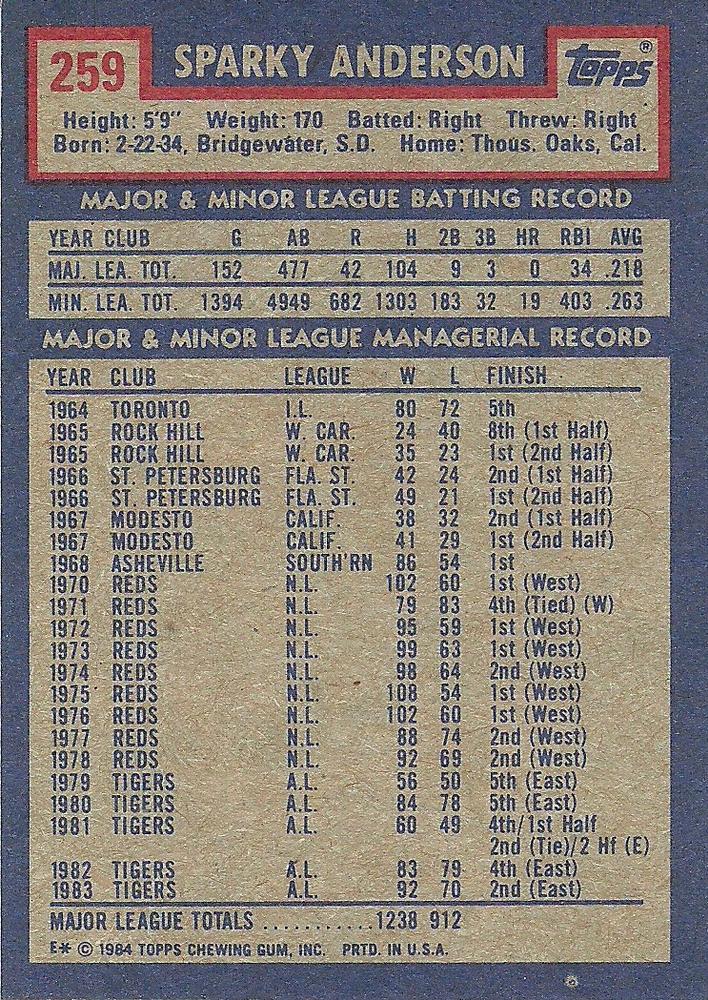 259 SPARKY ANDERSON Topps®
Height: 5'9" Weight: 170 Batted: Right Threw: Right
Born: 2-22-34, Bridgewater, S.D. Home: Thous. Oaks, Cal.
MAJOR & MINOR LEAGUE BATTING RECORD
YEAR CLUB G AB R H 2B 3B HR RBI AVG
MAJ. LEA. TOT. 152 477 42 104 9 3 0 34 .218
MIN. LEA. TOT. 1394 4949 682 1303 183 32 19 403 .263
MAJOR & MINOR LEAGUE MANAGERIAL RECORD
YEAR CLUB LEAGUE W L FINISH
1964 TORONTO I.L. 80 72 5th
1965 ROCK HILL W. CAR. 24 40 8th (1st Half)
1965 ROCK HILL W. CAR. 35 23 1st (2nd Half)
1966 ST. PETERSBURG FLA. ST. 42 24 2nd (1st Half)
1966 ST. PETERSBURG FLA. ST. 49 21 1st (2nd Half)
1967 MODESTO CALIF. 38 32 2nd (1st Half)
1967 MODESTO CALIF. 41 29 1st (2nd Half)
1968 ASHEVILLE SOUTH'RN 86 54 1st
1970 REDS N.L. 102 60 1st (West)
1971 REDS N.L. 79 83 4th (Tied) (W)
1972 REDS N.L. 95 59 1st (West)
1973 REDS N.L. 99 63 1st (West)
1974 REDS N.L. 98 64 2nd (West)
1975 REDS N.L. 108 54 1st (West)
1976 REDS N.L. 102 60 1st (West)
1977 REDS N.L. 88 74 2nd (West)
1978 REDS N.L. 92 69 2nd (West)
1979 TIGERS A.L. 56 50 5th (East)
1980 TIGERS A.L. 84 78 5th (East)
1981 TIGERS A.L. 60 49 4th/1st Half
2nd (Tie)/2 Hf (E)
1982 TIGERS A.L. 83 79 4th (East)
1983 TIGERS A.L. 92 70 2nd (East)
MAJOR LEAGUE TOTALS ...........1238 912
E* © 1984 TOPPS CHEWING GUM, INC. PRTD. IN U.S.A.